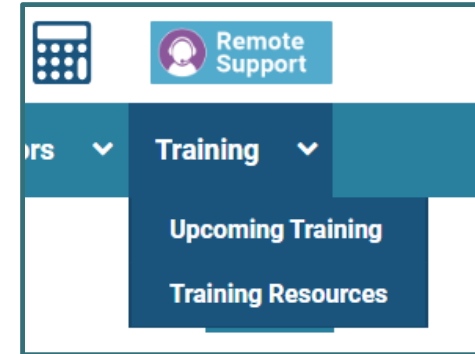 Remote
Support
ors
Training
Upcoming Training
Training Resources